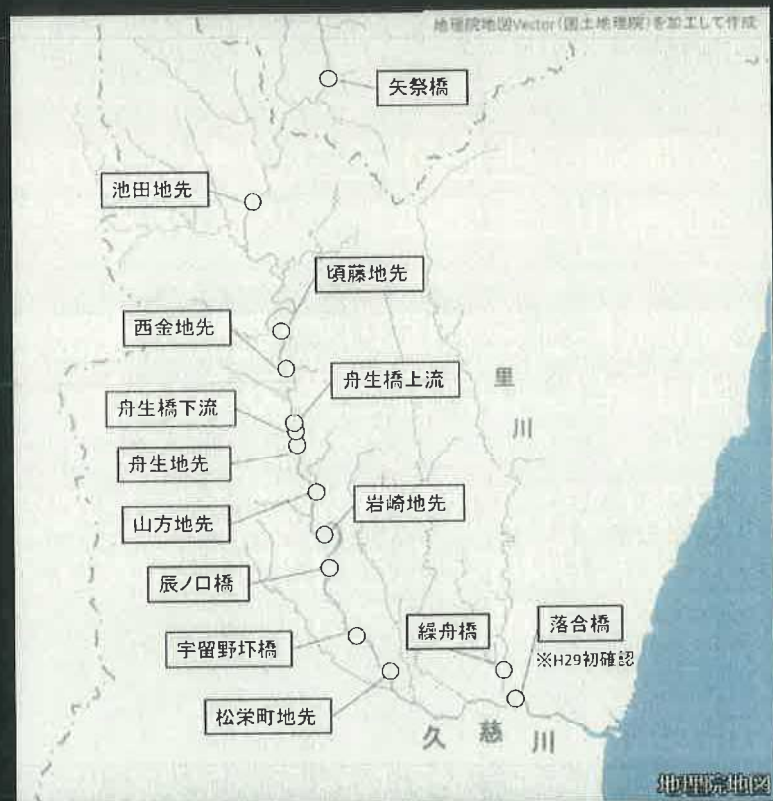 地理院地図Vector(国土地理院)を加工して作成
矢祭橋
池田地先
頃藤地先
西金地先
舟生橋上流
里川
舟生橋下流
舟生地先
山方地先
岩崎地先
辰ノ口橋
宇留野圷橋
繰舟橋
落合橋
※H29初確認
松栄町地先
久慈川
地理院地図